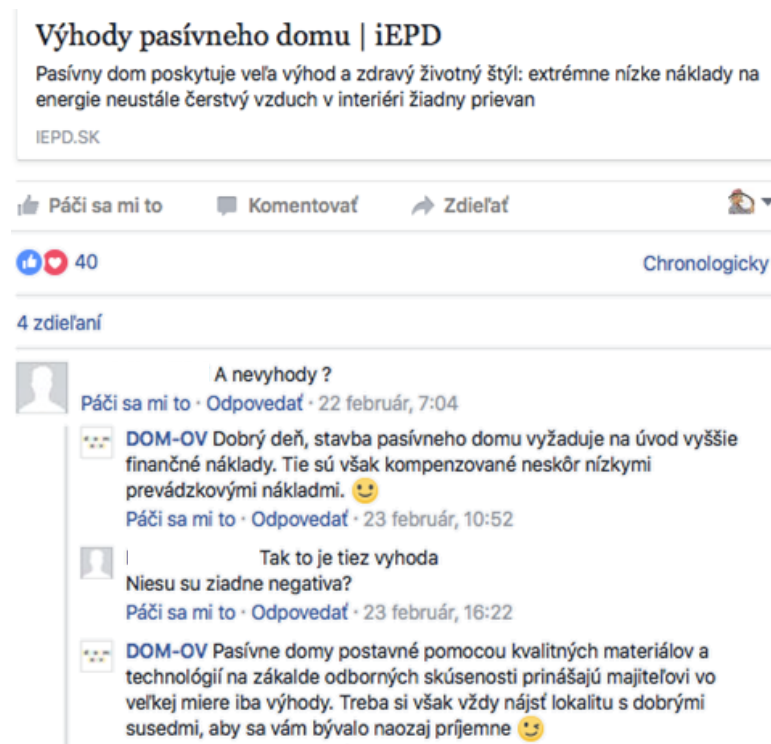 Výhody pasívneho domu | iEPD
Pasívny dom poskytuje veľa výhod a zdravý životný štýl: extrémne nízke náklady na
energie neustále čerstvý vzduch v interiéri žiadny prievan
IEPD.SK
Páči sa mi to Komentovať Zdieľať
40 Chronologicky
4 zdieľaní
A nevyhody ?
Páči sa mi to · Odpovedať · 22 február, 7:04
DOM-OV Dobrý deň, stavba pasívneho domu vyžaduje na úvod vyššie
finančné náklady. Tie sú však kompenzované neskôr nízkymi
prevádzkovými nákladmi. 🙂
Páči sa mi to · Odpovedať · 23 február, 10:52
Tak to je tiez vyhoda
Niesu su ziadne negativa?
Páči sa mi to · Odpovedať · 23 február, 16:22
DOM-OV Pasívne domy postavné pomocou kvalitných materiálov a
technológií na zákalde odborných skúsenosti prinášajú majiteľovi vo
veľkej miere iba výhody. Treba si však vždy nájsť lokalitu s dobrými
susedmi, aby sa vám bývalo naozaj príjemne 😉